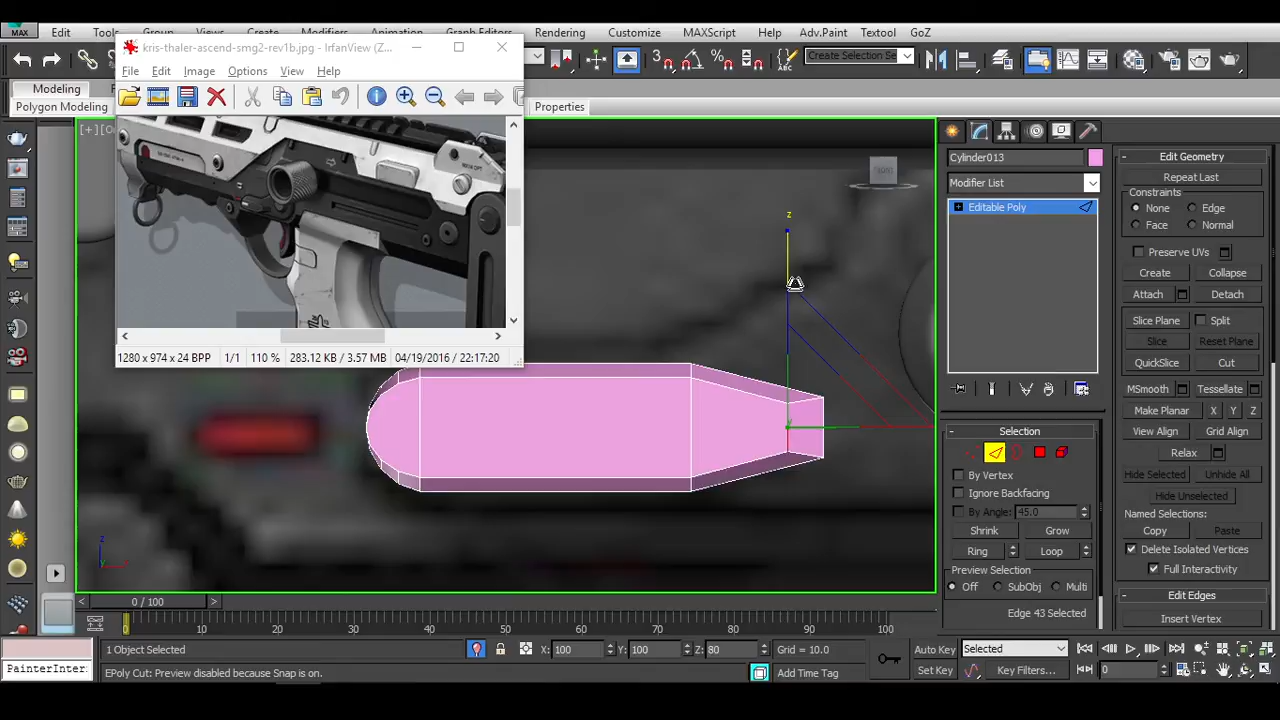 MAX
Edit
Tools
Group
Views
Create
Modifiers
Animation
Graph Editors
Rendering
Customize
MAXScript
Help
Adv.Paint
Textool
GoZ
kris-thaler-ascend-smg2-rev1b.jpg - IrfanView (Z...
Create Selection Se
File
Edit
Image
Options
View
Help
Modeling
Polygon Modeling
Properties
[+]
1280 x 974 x 24 BPP
1/1
110 %
283.12 KB / 3.57 MB
04/19/2016 / 22:17:20
z
z
Cylinder013
Modifier List
Editable Poly
Selection
By Vertex
Ignore Backfacing
By Angle: 45.0
Shrink
Grow
Ring
Loop
Preview Selection
Off
SubObj
Multi
Edge 43 Selected
Edit Geometry
Repeat Last
Constraints
None
Edge
Face
Normal
Preserve UVs
Create
Collapse
Attach
Detach
Slice Plane
Split
Slice
Reset Plane
QuickSlice
Cut
MSmooth
Tessellate
Make Planar
X
Y
Z
View Align
Grid Align
Relax
Hide Selected
Unhide All
Hide Unselected
Named Selections:
Copy
Paste
Delete Isolated Vertices
Full Interactivity
Edit Edges
Insert Vertex
0 / 100
0
10
20
30
40
50
60
70
80
90
100
1 Object Selected
X: 100
Y: 100
Z: 80
Grid = 10.0
Auto Key
Selected
PainterInter
EPoly Cut: Preview disabled because Snap is on.
Add Time Tag
Set Key
Key Filters...
0